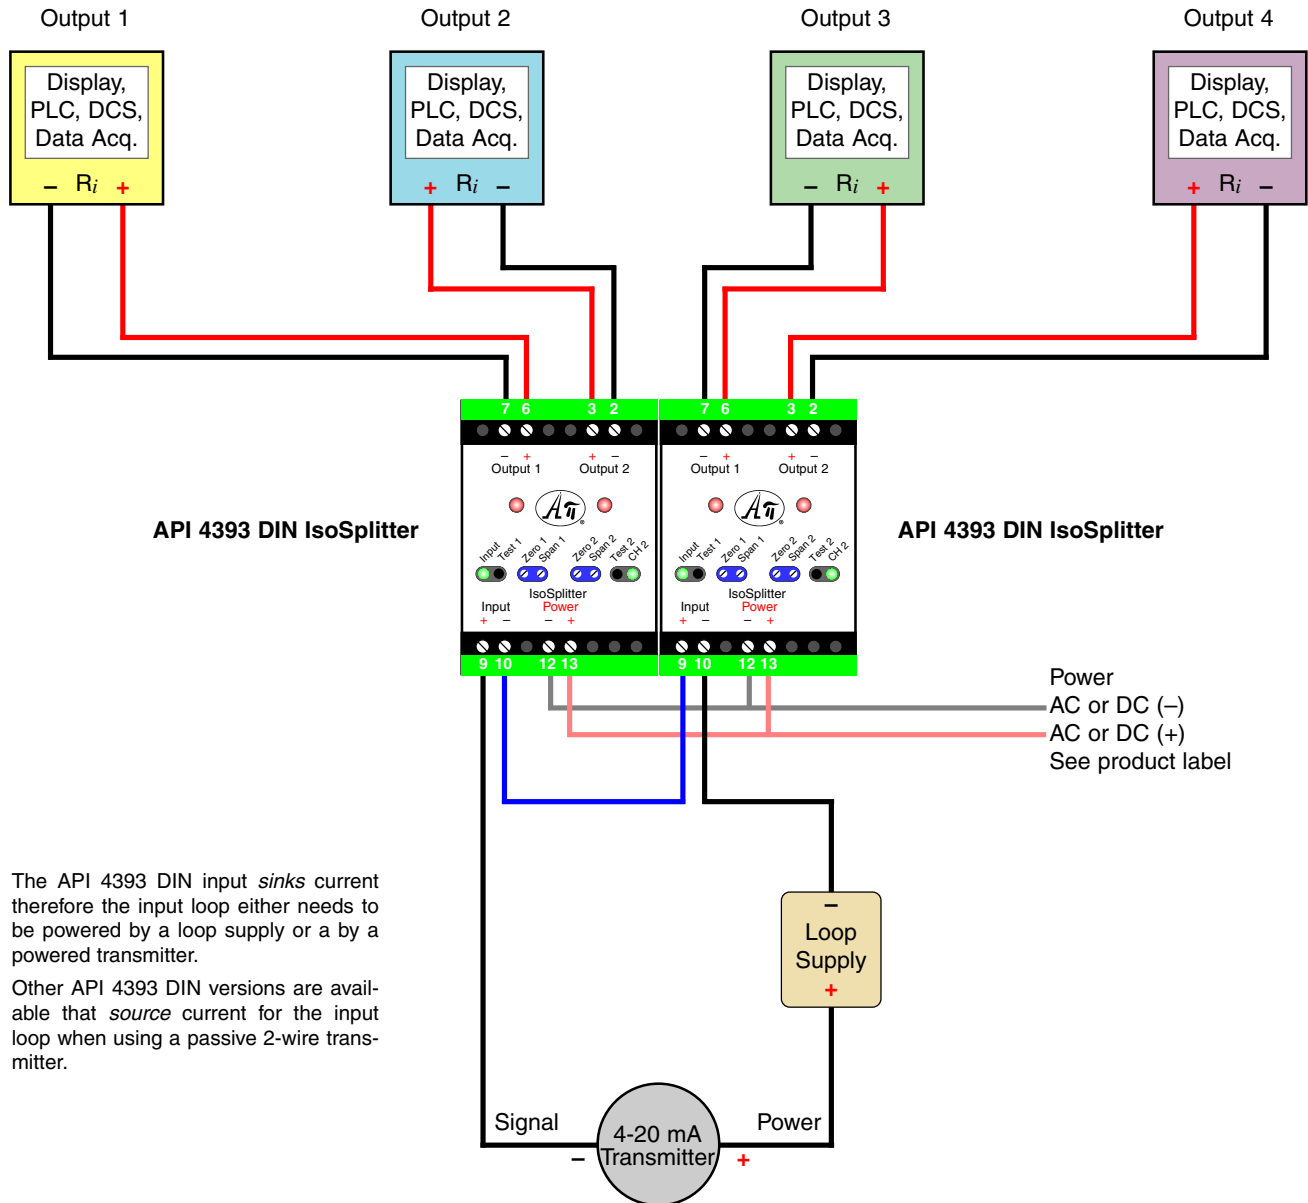 Output 1
Output 2
Output 3
Output 4
Display,
PLC, DCS,
Data Acq.
– Ri +
Display,
PLC, DCS,
Data Acq.
+ Ri –
Display,
PLC, DCS,
Data Acq.
– Ri +
Display,
PLC, DCS,
Data Acq.
+ Ri –
7 6 3 2
– + + –
Output 1 Output 2
Aπ ®
Input Test 1 Zero 1 Span 1 Zero 2 Span 2 Test 2 CH 2
IsoSplitter
Input Power
+ – – +
9 10 12 13
7 6 3 2
– + + –
Output 1 Output 2
Aπ ®
Input Test 1 Zero 1 Span 1 Zero 2 Span 2 Test 2 CH 2
IsoSplitter
Input Power
+ – – +
9 10 12 13
API 4393 DIN IsoSplitter
API 4393 DIN IsoSplitter
Power
AC or DC (–)
AC or DC (+)
See product label
The API 4393 DIN input sinks current
therefore the input loop either needs to
be powered by a loop supply or a by a
powered transmitter.
Other API 4393 DIN versions are avail-
able that source current for the input
loop when using a passive 2-wire trans-
mitter.
–
Loop
Supply
+
Signal
Power
4-20 mA
Transmitter
–
+